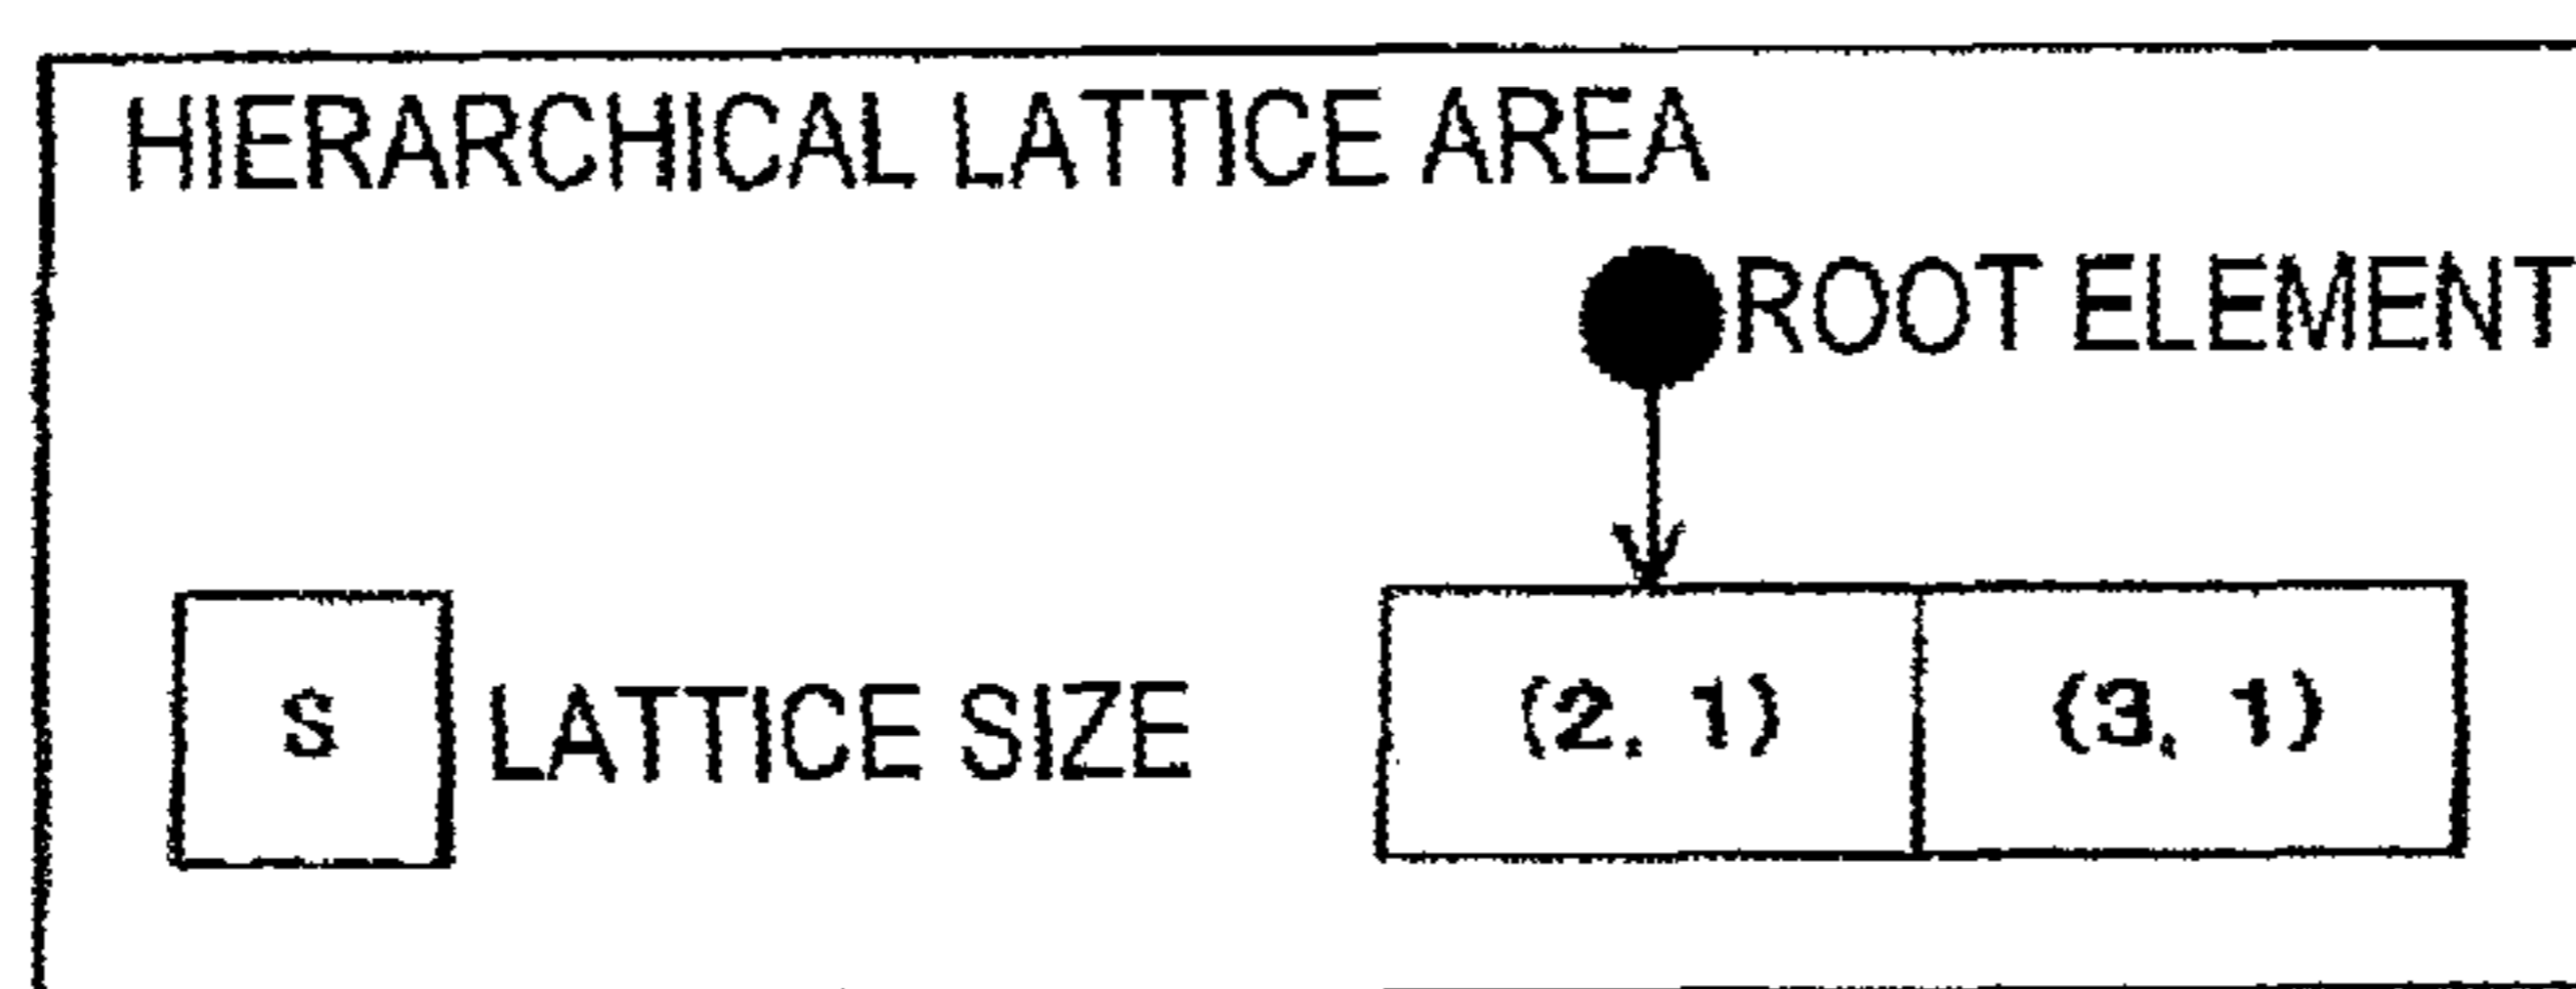 HIERARCHICAL LATTICE AREA
ROOT ELEMENT
S LATTICE SIZE (2, 1) (3, 1)